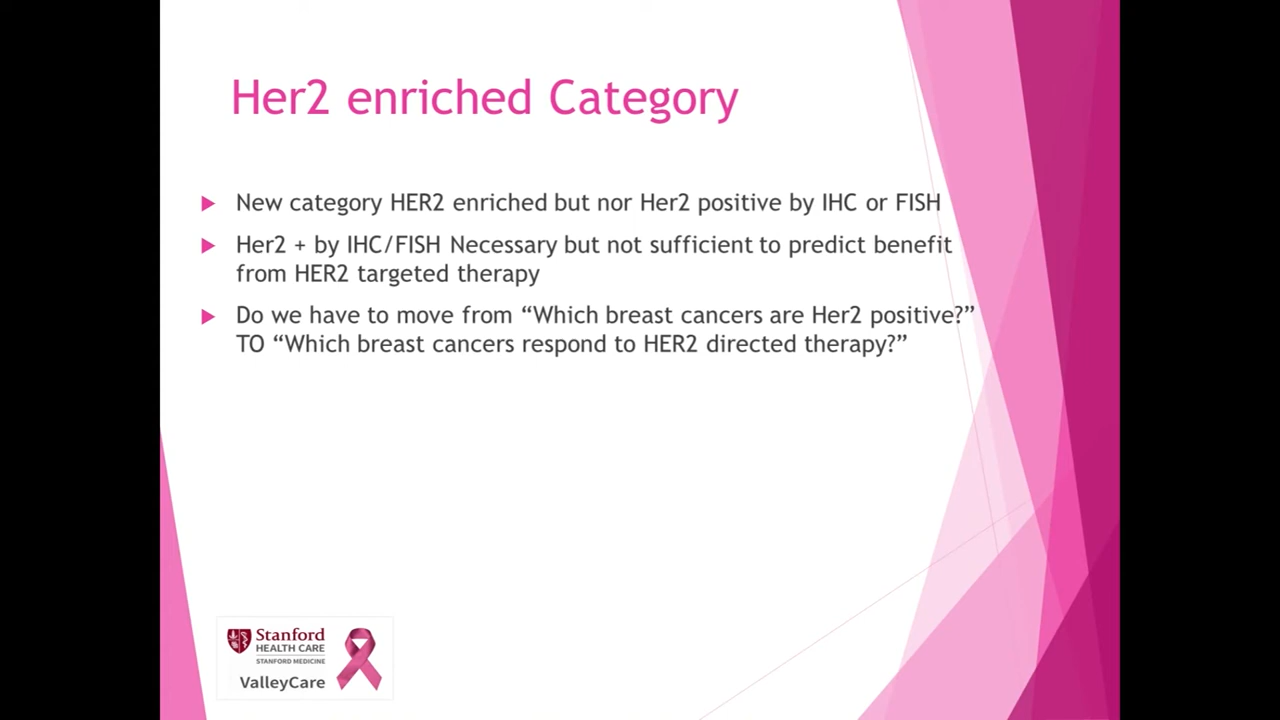 Her2 enriched Category
New category HER2 enriched but nor Her2 positive by IHC or FISH
Her2 + by IHC/FISH Necessary but not sufficient to predict benefit
from HER2 targeted therapy
Do we have to move from “Which breast cancers are Her2 positive?”
TO “Which breast cancers respond to HER2 directed therapy?”
Stanford
HEALTH CARE
STANFORD MEDICINE
ValleyCare